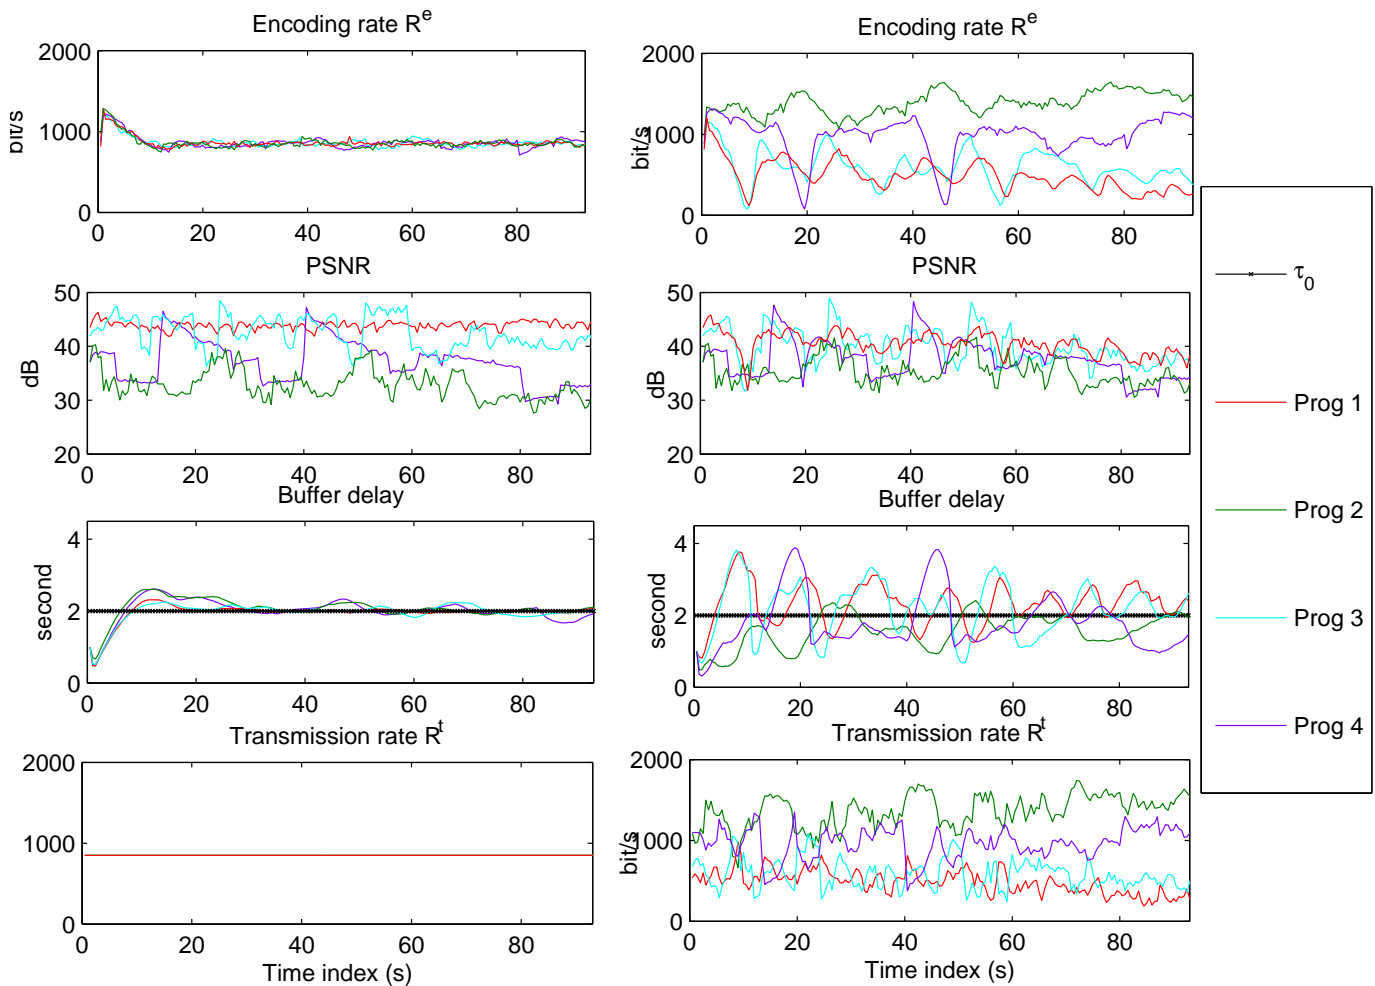 Encoding rate R^e
2000
1000
0
bit/s
0 20 40 60 80
PSNR
50
40
30
20
dB
0 20 40 60 80
Buffer delay
4
2
0
second
0 20 40 60 80
Transmission rate R^t
2000
1000
0
0 20 40 60 80
Time index (s)
Encoding rate R^e
2000
1000
0
bit/s
0 20 40 60 80
PSNR
50
40
30
20
dB
0 20 40 60 80
Buffer delay
4
2
0
second
0 20 40 60 80
Transmission rate R^t
2000
1000
0
bit/s
0 20 40 60 80
Time index (s)
τ_0
Prog 1
Prog 2
Prog 3
Prog 4